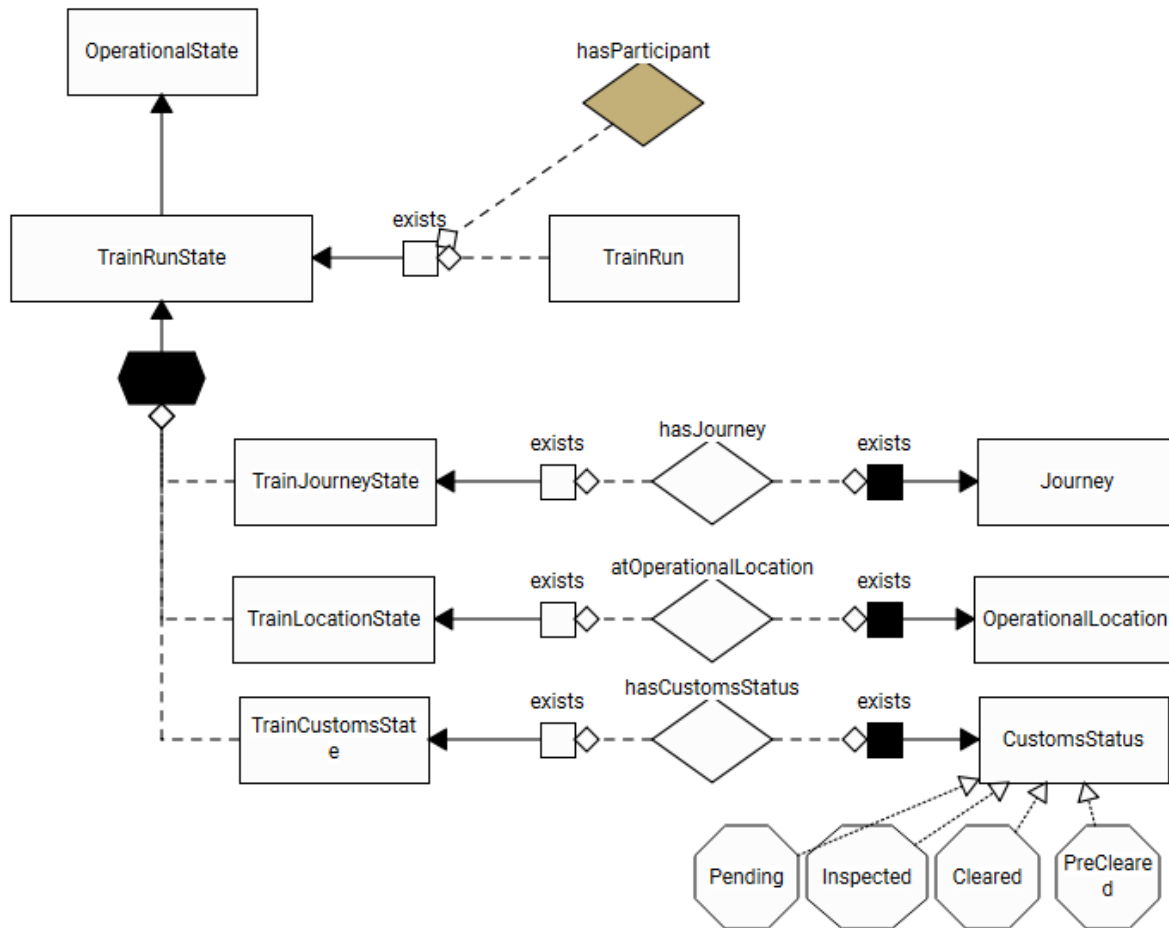 OperationalState
hasParticipant
exists
TrainRunState
TrainRun
hasJourney
exists
exists
TrainJourneyState
Journey
atOperationalLocation
exists
exists
TrainLocationState
OperationalLocation
hasCustomsStatus
exists
exists
TrainCustomsStat
e
CustomsStatus
Pending
Inspected
Cleared
PreCleare
d